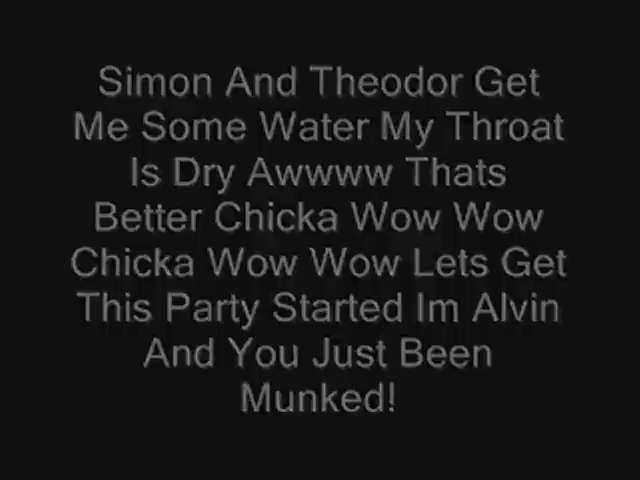 Simon And Theodor Get
Me Some Water My Throat
Is Dry Awwww Thats
Better Chicka Wow Wow
Chicka Wow Wow Lets Get
This Party Started Im Alvin
And You Just Been
Munked!